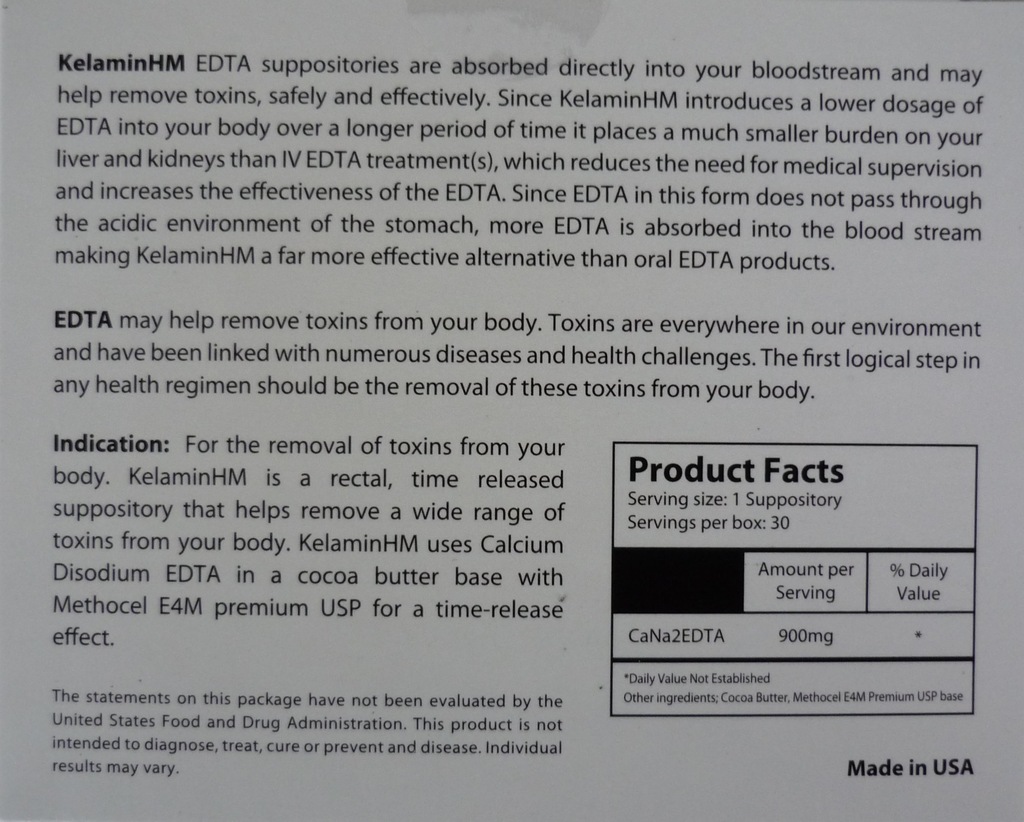 KelaminHM EDTA suppositories are absorbed directly into your bloodstream and may
help remove toxins, safely and effectively. Since KelaminHM introduces a lower dosage of
EDTA into your body over a longer period of time it places a much smaller burden on your
liver and kidneys than IV EDTA treatment(s), which reduces the need for medical supervision
and increases the effectiveness of the EDTA. Since EDTA in this form does not pass through
the acidic environment of the stomach, more EDTA is absorbed into the blood stream
making KelaminHM a far more effective alternative than oral EDTA products.
EDTA may help remove toxins from your body. Toxins are everywhere in our environment
and have been linked with numerous diseases and health challenges. The first logical step in
any health regimen should be the removal of these toxins from your body.
Indication: For the removal of toxins from your
body. KelaminHM is a rectal, time released
suppository that helps remove a wide range of
toxins from your body. KelaminHM uses Calcium
Disodium EDTA in a cocoa butter base with
Methocel E4M premium USP for a time-release
effect.
The statements on this package have not been evaluated by the
United States Food and Drug Administration. This product is not
intended to diagnose, treat, cure or prevent and disease. Individual
results may vary.
Product Facts
Serving size: 1 Suppository
Servings per box: 30
Amount per
Serving
% Daily
Value
CaNa2EDTA 900mg *
*Daily Value Not Established
Other ingredients; Cocoa Butter, Methocel E4M Premium USP base
Made in USA